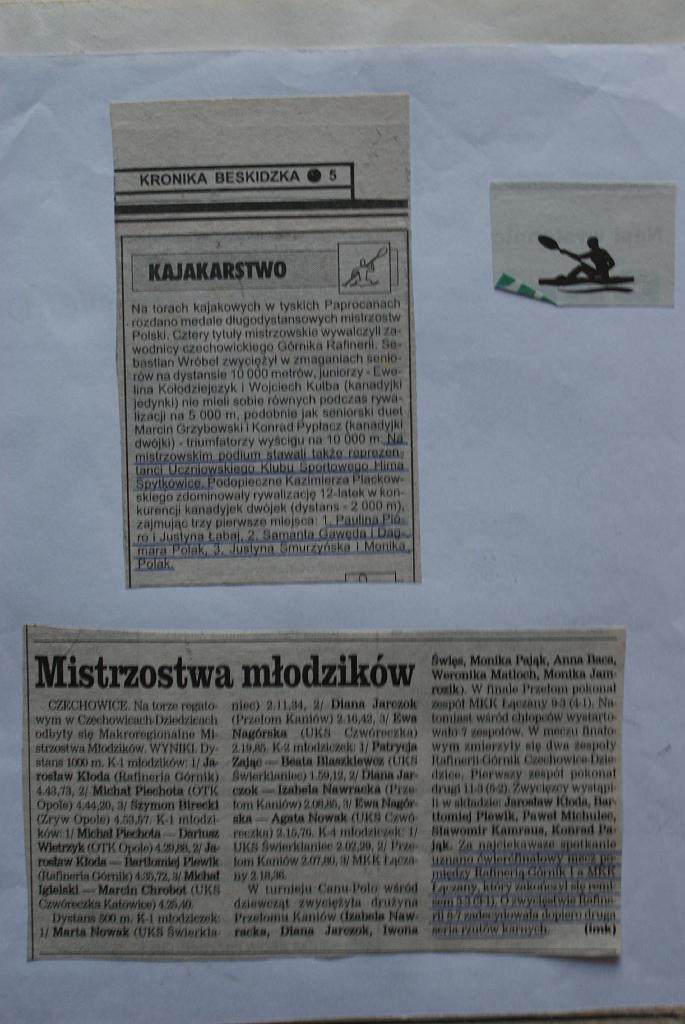 KRONIKA BESKIDZKA ● 5
KAJAKARSTWO
Na torach kajakowych w tyskich Paprocanach
rozdano medale długodystansowych mistrzostw
Polski. Cztery tytuły mistrzowskie wywalczyli za-
wodnicy czechowickiego Górnika Rafinerii. Se-
bastian Wróbel zwyciężył w zmaganiach senio-
rów na dystansie 10 000 metrów, juniorzy - Ewe-
lina Kołodziejczyk i Wojciech Kulba (kanadyjki
jedynki) nie mieli sobie równych podczas rywa-
lizacji na 5 000 m, podobnie jak seniorski duet
Marcin Grzybowski i Konrad Pypłacz (kanadyjki
dwójki) - triumfatorzy wyścigu na 10 000 m. Na
mistrzowskim podium stawali także reprezen-
tanci Uczniowskiego Klubu Sportowego Hima
Spytkowice. Podopieczne Kazimierza Plackow-
skiego zdominowały rywalizację 12-latek w kon-
kurencji kanadyjek dwójek (dystans - 2 000 m),
zajmując trzy pierwsze miejsca: 1. Paulina Pió-
ro i Justyna Łabaj, 2. Samanta Gawęda i Dag-
mara Polak, 3. Justyna Smurzyńska i Monika
Polak.
Mistrzostwa młodzików
CZECHOWICE. Na torze regato-
wym w Czechowicach-Dziedzicach
odbyły się Makroregionalne Mi-
strzostwa Młodzików. WYNIKI. Dy-
stans 1000 m. K-1 młodzików: 1/ Ja-
rosław Kłoda (Rafineria Górnik)
4.43,73, 2/ Michał Piechota (OTK
Opole) 4.44,20, 3/ Szymon Birecki
(Zryw Opole) 4.53,57. K-1 młodzi-
ków: 1/ Michał Piechota — Dariusz
Wietrzyk (OTK Opole) 4.29,88, 2/ Ja-
rosław Kłoda — Bartłomiej Plewik
(Rafineria Górnik) 4.35,72, 3/ Michał
Igielski — Marcin Chrobot (UKS
Czwóreczka Katowice) 4.25,40.
Dystans 500 m. K-1 młodziczek:
1/ Marta Nowak (UKS Świerkla-
niec) 2.11,34, 2/ Diana Jarczok
(Przełom Kaniów) 2.16,42, 3/ Ewa
Nagórska (UKS Czwóreczka)
2.19,85. K-2 młodziczek: 1/ Patrycja
Zając — Beata Błaszkiewicz (UKS
Świerklaniec) 1.59,12, 2/ Diana Jar-
czok — Izabela Nawracka (Prze-
łom Kaniów) 2.08,85, 3/ Ewa Nagór-
ska — Agata Nowak (UKS Czwó-
reczka) 2.15,76. K-4 młodziczek: 1/
UKS Świerklaniec 2.02,29, 2/ Prze-
łom Kaniów 2.07,80, 3/ MKK Łącza-
ny 2.18,36.
W turnieju Canu-Polo wśród
dziewcząt zwyciężyła drużyna
Przełomu Kaniów (Izabela Naw-
racka, Diana Jarczok, Iwona
Święs, Monika Pająk, Anna Baca,
Weronika Matloch, Monika Jam-
rozik). W finale Przełom pokonał
zespół MKK Łączany 9-3 (4-1). Na-
tomiast wśród chłopców wystarto-
wało 7 zespołów. W meczu finało-
wym zmierzyły się dwa zespoły
Rafinerii-Górnik Czechowice-Dzie-
dzice. Pierwszy zespół pokonał
drugi 11-3 (5-2). Zwycięzcy wystąpi-
li w składzie: Jarosław Kłoda, Bar-
tłomiej Plewik, Paweł Michulec,
Sławomir Kamraus, Konrad Pa-
jąk. Za najciekawsze spotkanie
uznano ćwierćfinałowy mecz po-
między Rafinerią-Górnik I a MKK
Łączany, który zakończył się remi-
sem 3-3 (3-1). O zwycięstwie Rafine-
rii 8-7 zadecydowała dopiero druga
seria rzutów karnych. (imk)